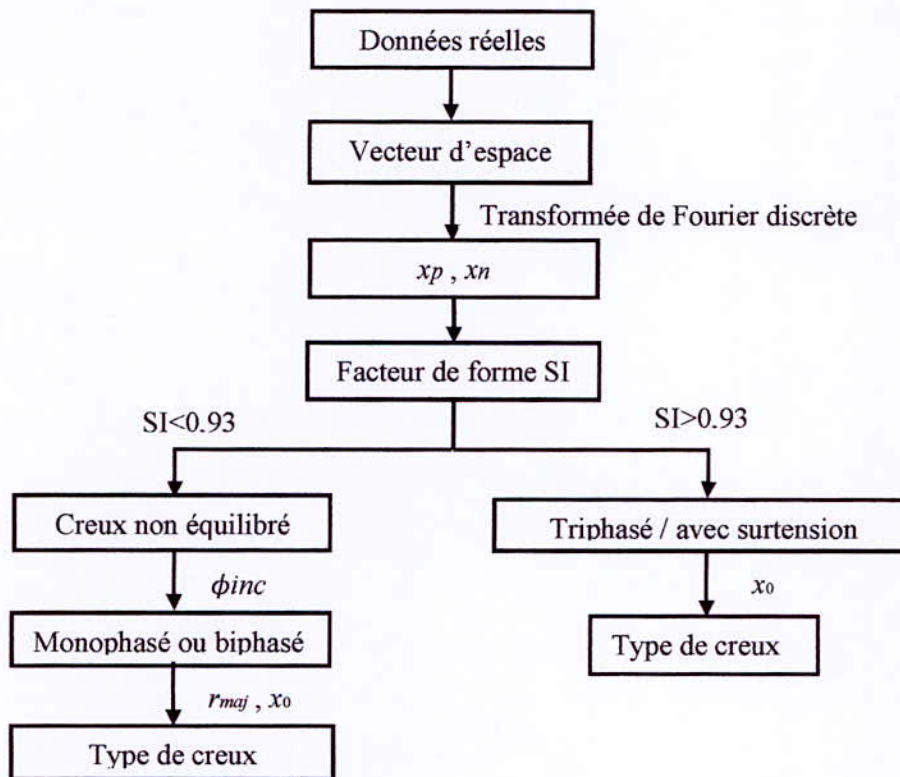 Données réelles
Vecteur d'espace
Transformée de Fourier discrète
xp , xn
Facteur de forme SI
SI<0.93
SI>0.93
Creux non équilibré
Triphasé / avec surtension
ϕinc
x0
Monophasé ou biphasé
Type de creux
rmaj , x0
Type de creux